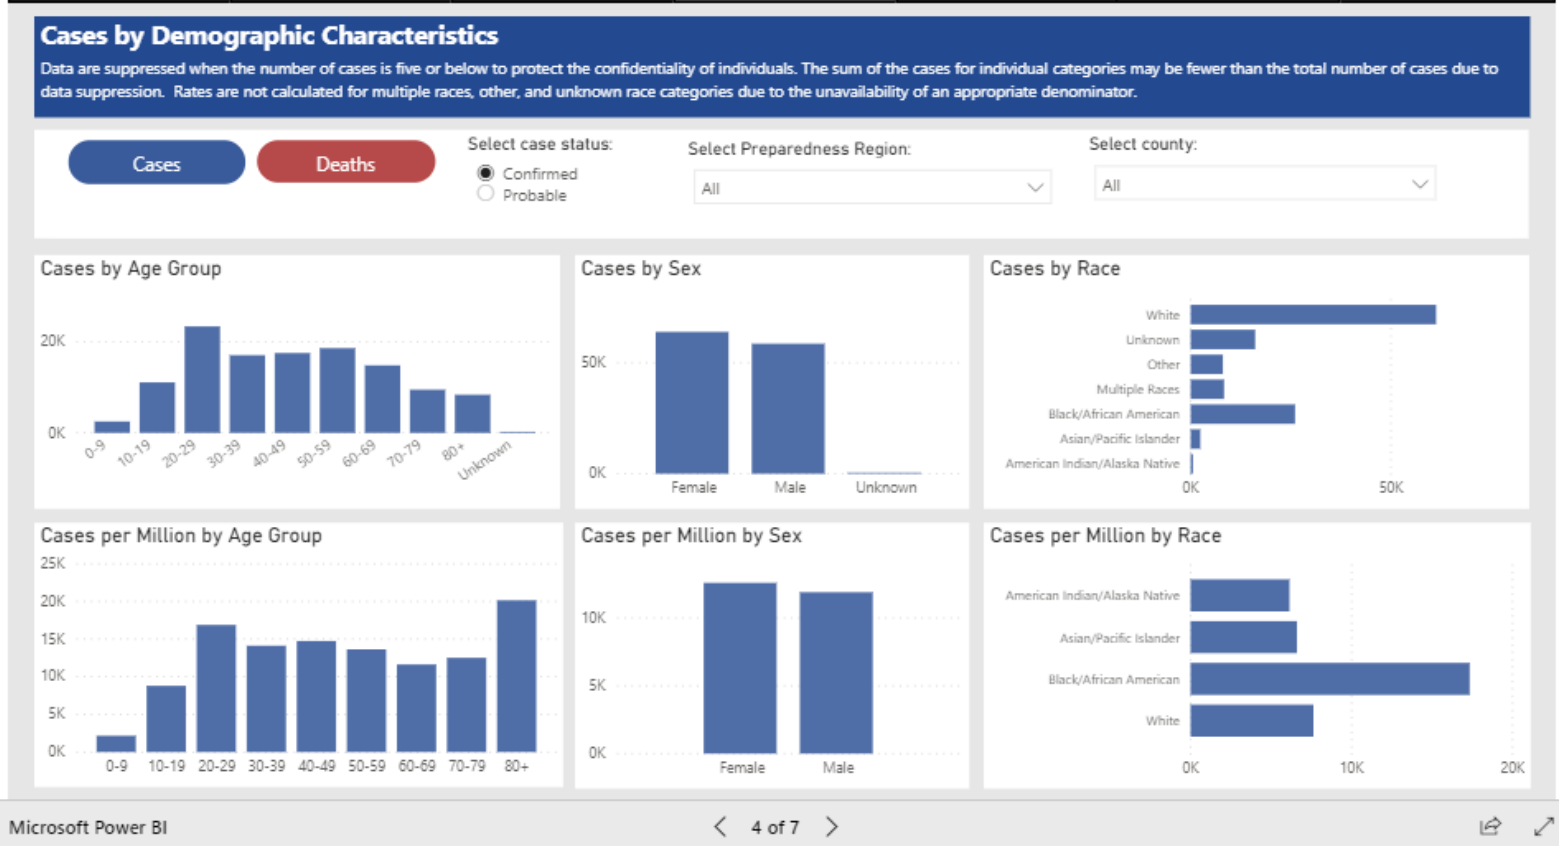 Cases by Demographic Characteristics
Data are suppressed when the number of cases is five or below to protect the confidentiality of individuals. The sum of the cases for individual categories may be fewer than the total number of cases due to
data suppression. Rates are not calculated for multiple races, other, and unknown race categories due to the unavailability of an appropriate denominator.
Cases
Deaths
Select case status:
Confirmed
Probable
Select Preparedness Region:
All
Select county:
All
Cases by Age Group
20K
0K
0-9 10-19 20-29 30-39 40-49 50-59 60-69 70-79 80+ Unknown
Cases by Sex
50K
0K
Female Male Unknown
Cases by Race
White
Unknown
Other
Multiple Races
Black/African American
Asian/Pacific Islander
American Indian/Alaska Native
0K 50K
Cases per Million by Age Group
25K
20K
15K
10K
5K
0K
0-9 10-19 20-29 30-39 40-49 50-59 60-69 70-79 80+
Cases per Million by Sex
10K
5K
0K
Female Male
Cases per Million by Race
American Indian/Alaska Native
Asian/Pacific Islander
Black/African American
White
0K 10K 20K
Microsoft Power BI
4 of 7